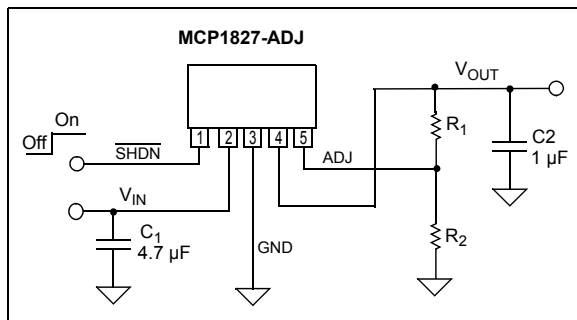 MCP1827-ADJ
On
Off
1 2 3 4 5
SHDN
ADJ
VOUT
R1
C2
1 µF
VIN
C1
4.7 µF
GND
R2